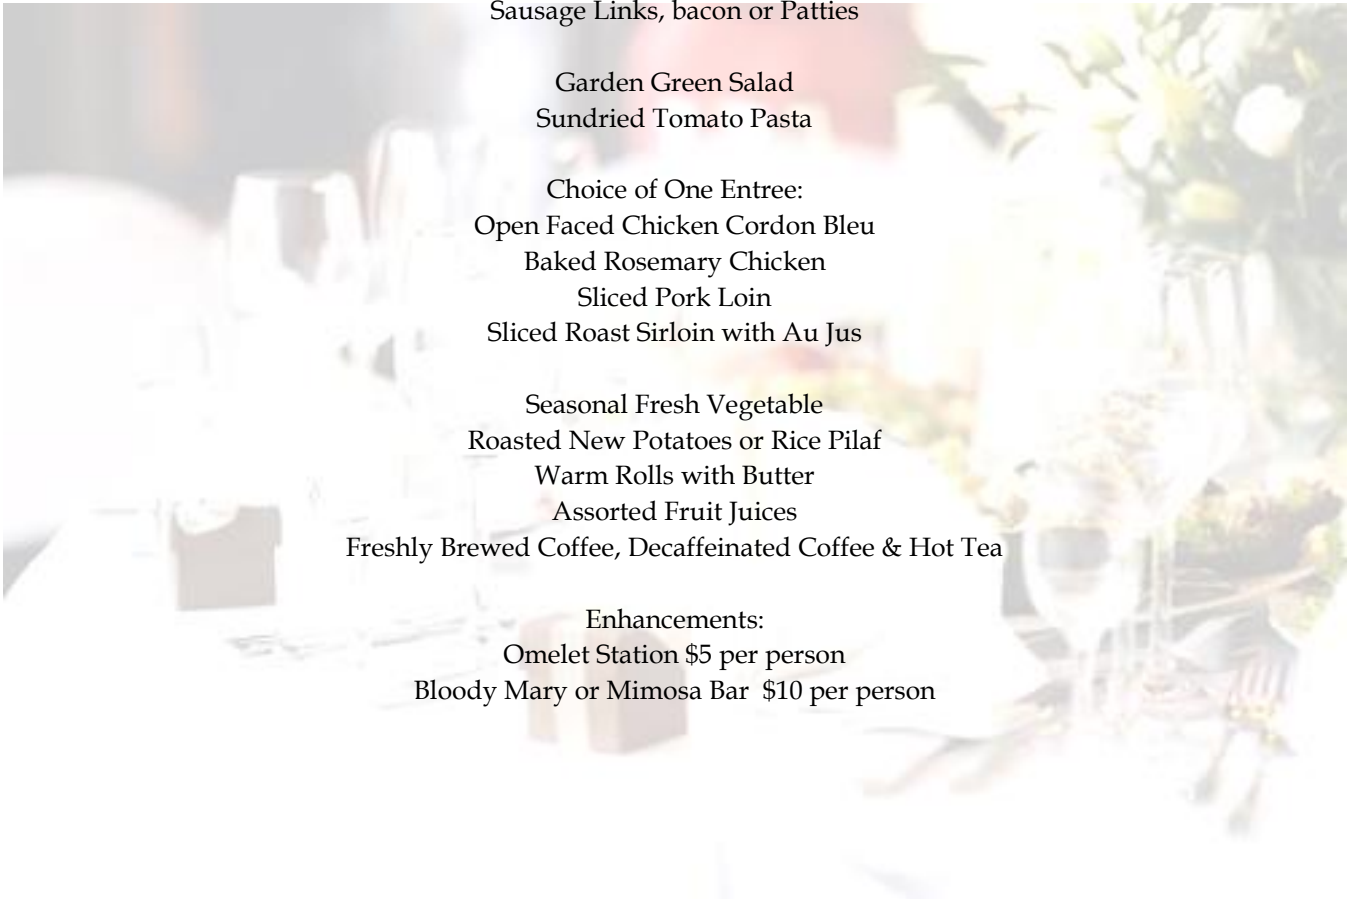 Sausage Links, bacon or Patties
Garden Green Salad
Sundried Tomato Pasta
Choice of One Entree:
Open Faced Chicken Cordon Bleu
Baked Rosemary Chicken
Sliced Pork Loin
Sliced Roast Sirloin with Au Jus
Seasonal Fresh Vegetable
Roasted New Potatoes or Rice Pilaf
Warm Rolls with Butter
Assorted Fruit Juices
Freshly Brewed Coffee, Decaffeinated Coffee & Hot Tea
Enhancements:
Omelet Station $5 per person
Bloody Mary or Mimosa Bar  $10 per person